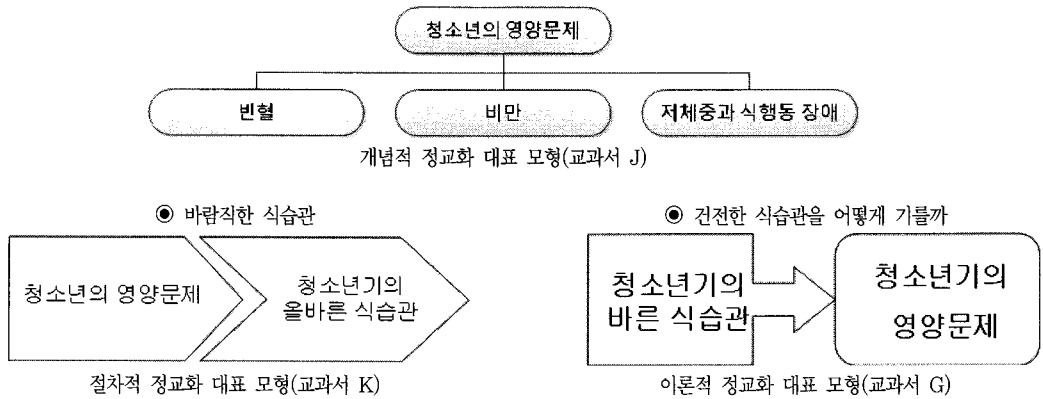 청소년의 영양문제
빈혈
비만
저체중과 식행동 장애
개념적 정교화 대표 모형(교과서 J)
◉ 바람직한 식습관
청소년의 영양문제
청소년기의
올바른 식습관
절차적 정교화 대표 모형(교과서 K)
◉ 건전한 식습관을 어떻게 기를까
청소년기의
바른 식습관
청소년기의
영양문제
이론적 정교화 대표 모형(교과서 G)